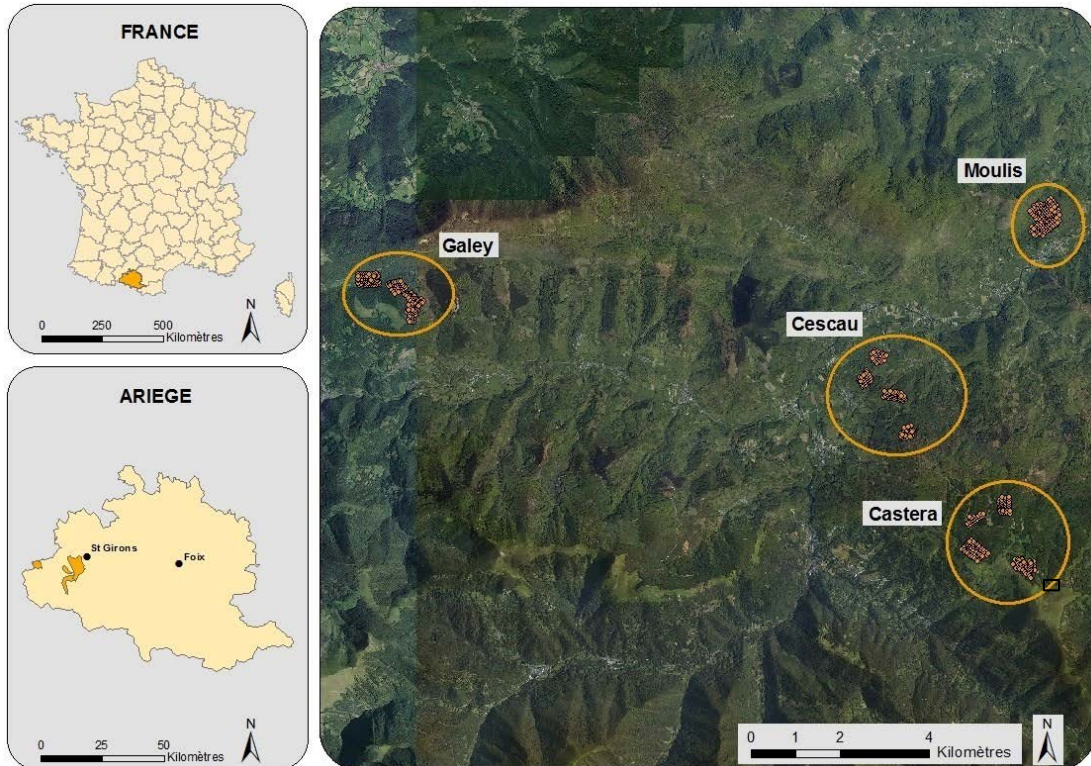 FRANCE
N
0 250 500
Kilomètres
ARIEGE
St Girons
Foix
N
0 25 50
Kilomètres
Moulis
Galey
Cescau
Castera
N
0 1 2 4
Kilomètres